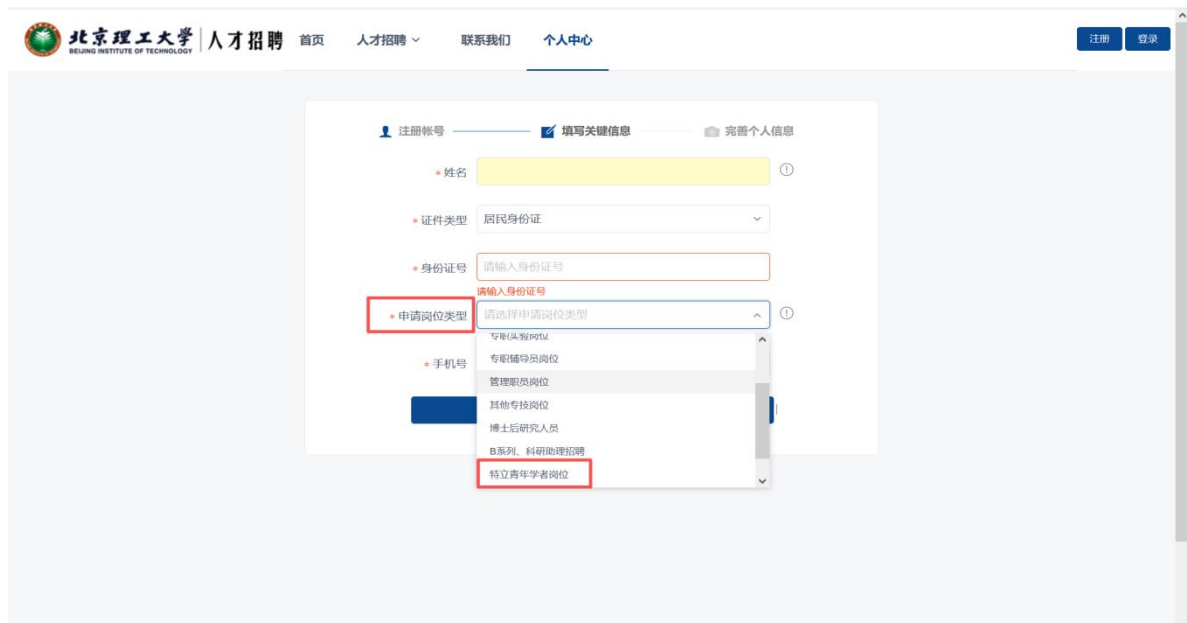 北京理工大学 人才招聘 首页 人才招聘 联系我们 个人中心 注册 登录
BEIJING INSTITUTE OF TECHNOLOGY
注册帐号 填写关键信息 完善个人信息
*姓名
*证件类型 居民身份证
*身份证号 请输入身份证号
请输入身份证号
*申请岗位类型 请选择申请岗位类型
专职实验岗位
专职辅导员岗位
*手机号
管理职员岗位
其他专技岗位
博士后研究人员
B系列、科研助理招聘
特立青年学者岗位